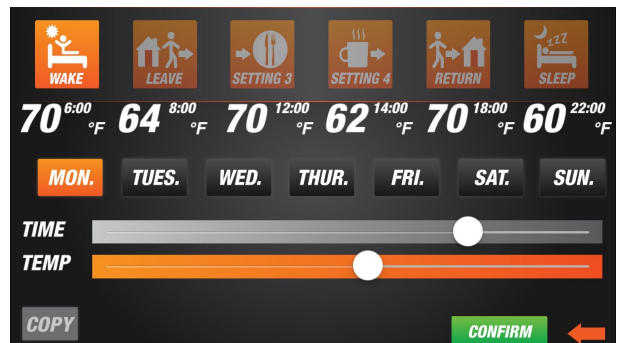 zzz
WAKE LEAVE SETTING 3 SETTING 4 RETURN SLEEP
70 6:00 °F 64 8:00 °F 70 12:00 °F 62 14:00 °F 70 18:00 °F 60 22:00 °F
MON. TUES. WED. THUR. FRI. SAT. SUN.
TIME
TEMP
COPY CONFIRM